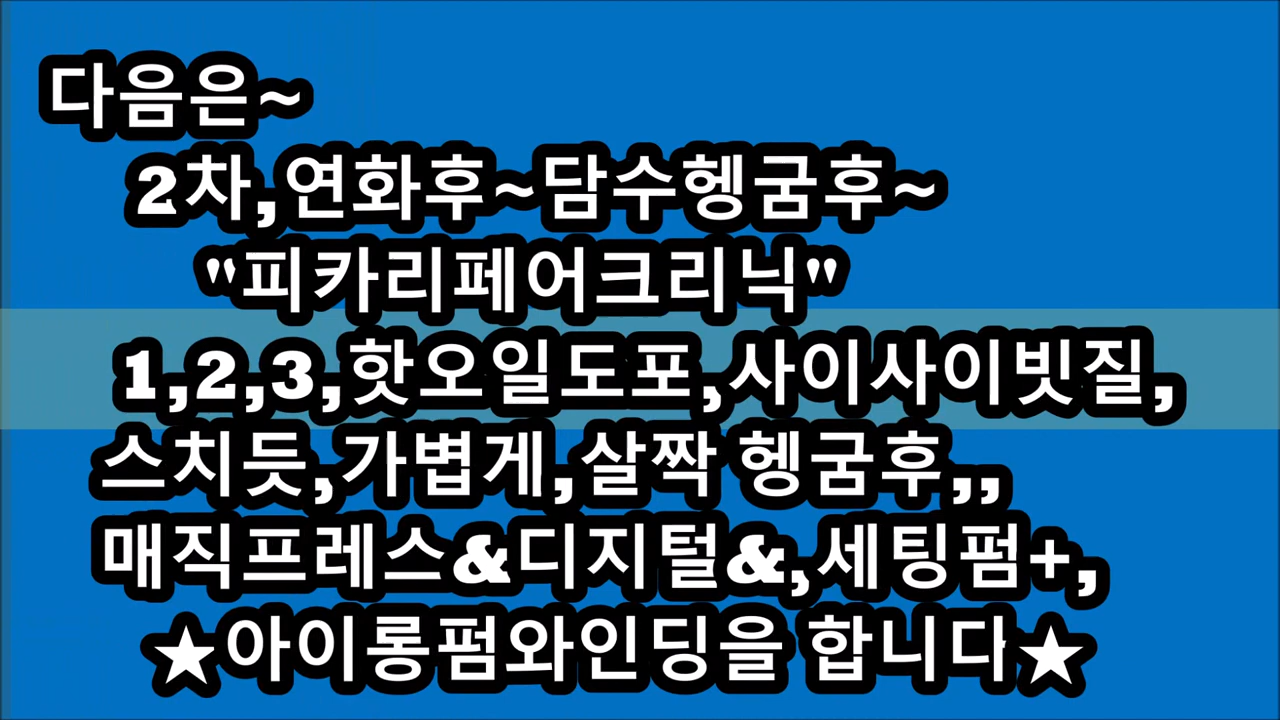 다음은~
2차,연화후~담수헹굼후~
"피카리페어크리닉"
1,2,3,핫오일도포,사이사이빗질,
스치듯,가볍게,살짝 헹굼후,,
매직프레스&디지털&,세팅펌+,
★아이롱펌와인딩을 합니다★